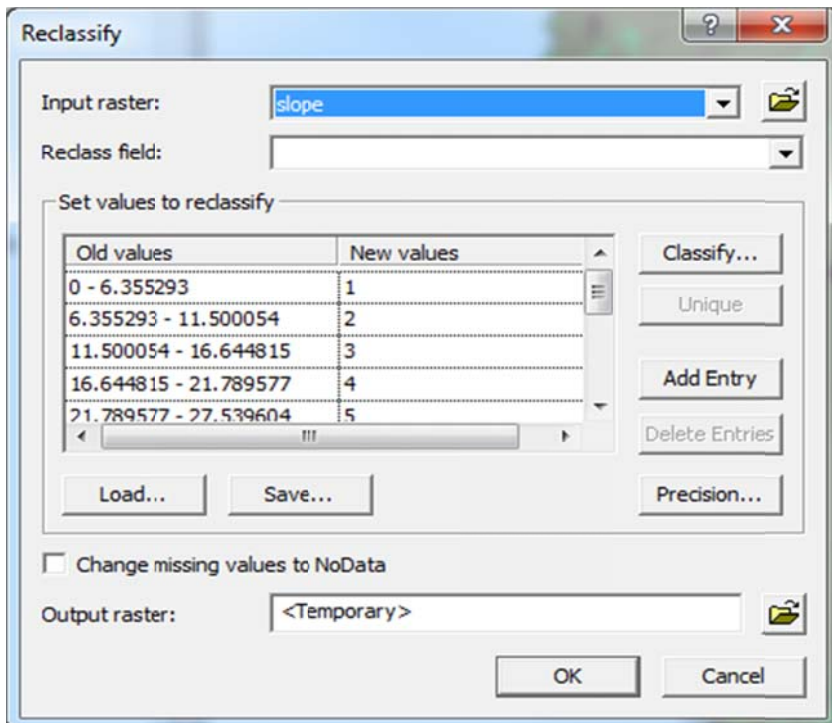 Reclassify
Input raster: slope
Reclass field:
Set values to reclassify
Old values New values
0 - 6.355293 1
6.355293 - 11.500054 2
11.500054 - 16.644815 3
16.644815 - 21.789577 4
21.789577 - 27.539604 5
Classify...
Unique
Add Entry
Delete Entries
Load... Save... Precision...
Change missing values to NoData
Output raster: <Temporary>
OK Cancel